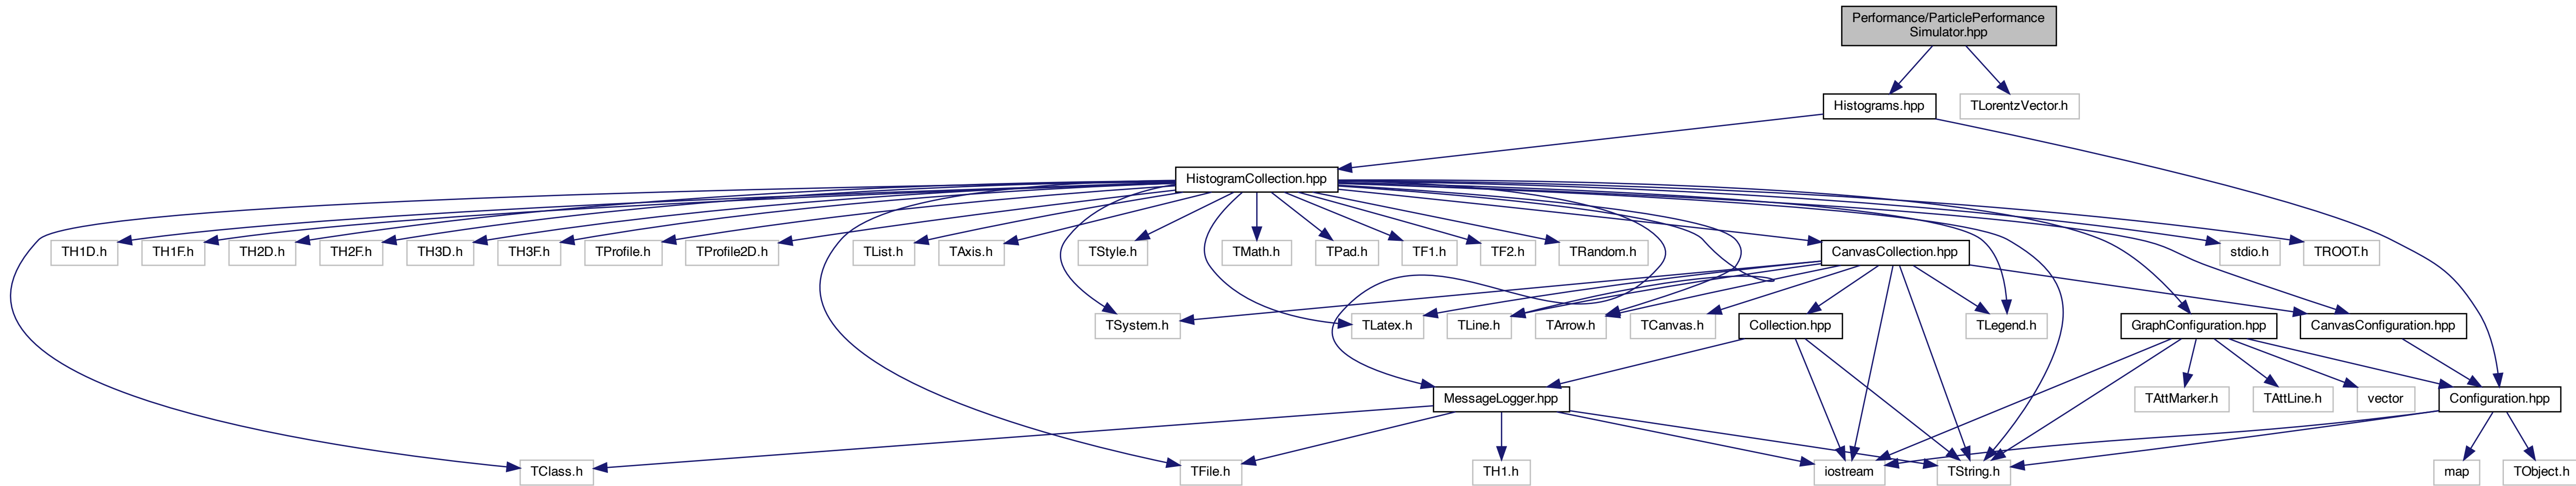 Performance/ParticlePerformance
Simulator.hpp
Histograms.hpp
TLorentzVector.h
HistogramCollection.hpp
TH1D.h
TH1F.h
TH2D.h
TH2F.h
TH3D.h
TH3F.h
TProfile.h
TProfile2D.h
TList.h
TAxis.h
TStyle.h
TMath.h
TPad.h
TF1.h
TF2.h
TRandom.h
CanvasCollection.hpp
stdio.h
TROOT.h
TSystem.h
TLatex.h
TLine.h
TArrow.h
TCanvas.h
Collection.hpp
TLegend.h
GraphConfiguration.hpp
CanvasConfiguration.hpp
MessageLogger.hpp
TAttMarker.h
TAttLine.h
vector
Configuration.hpp
TClass.h
TFile.h
TH1.h
iostream
TString.h
map
TObject.h